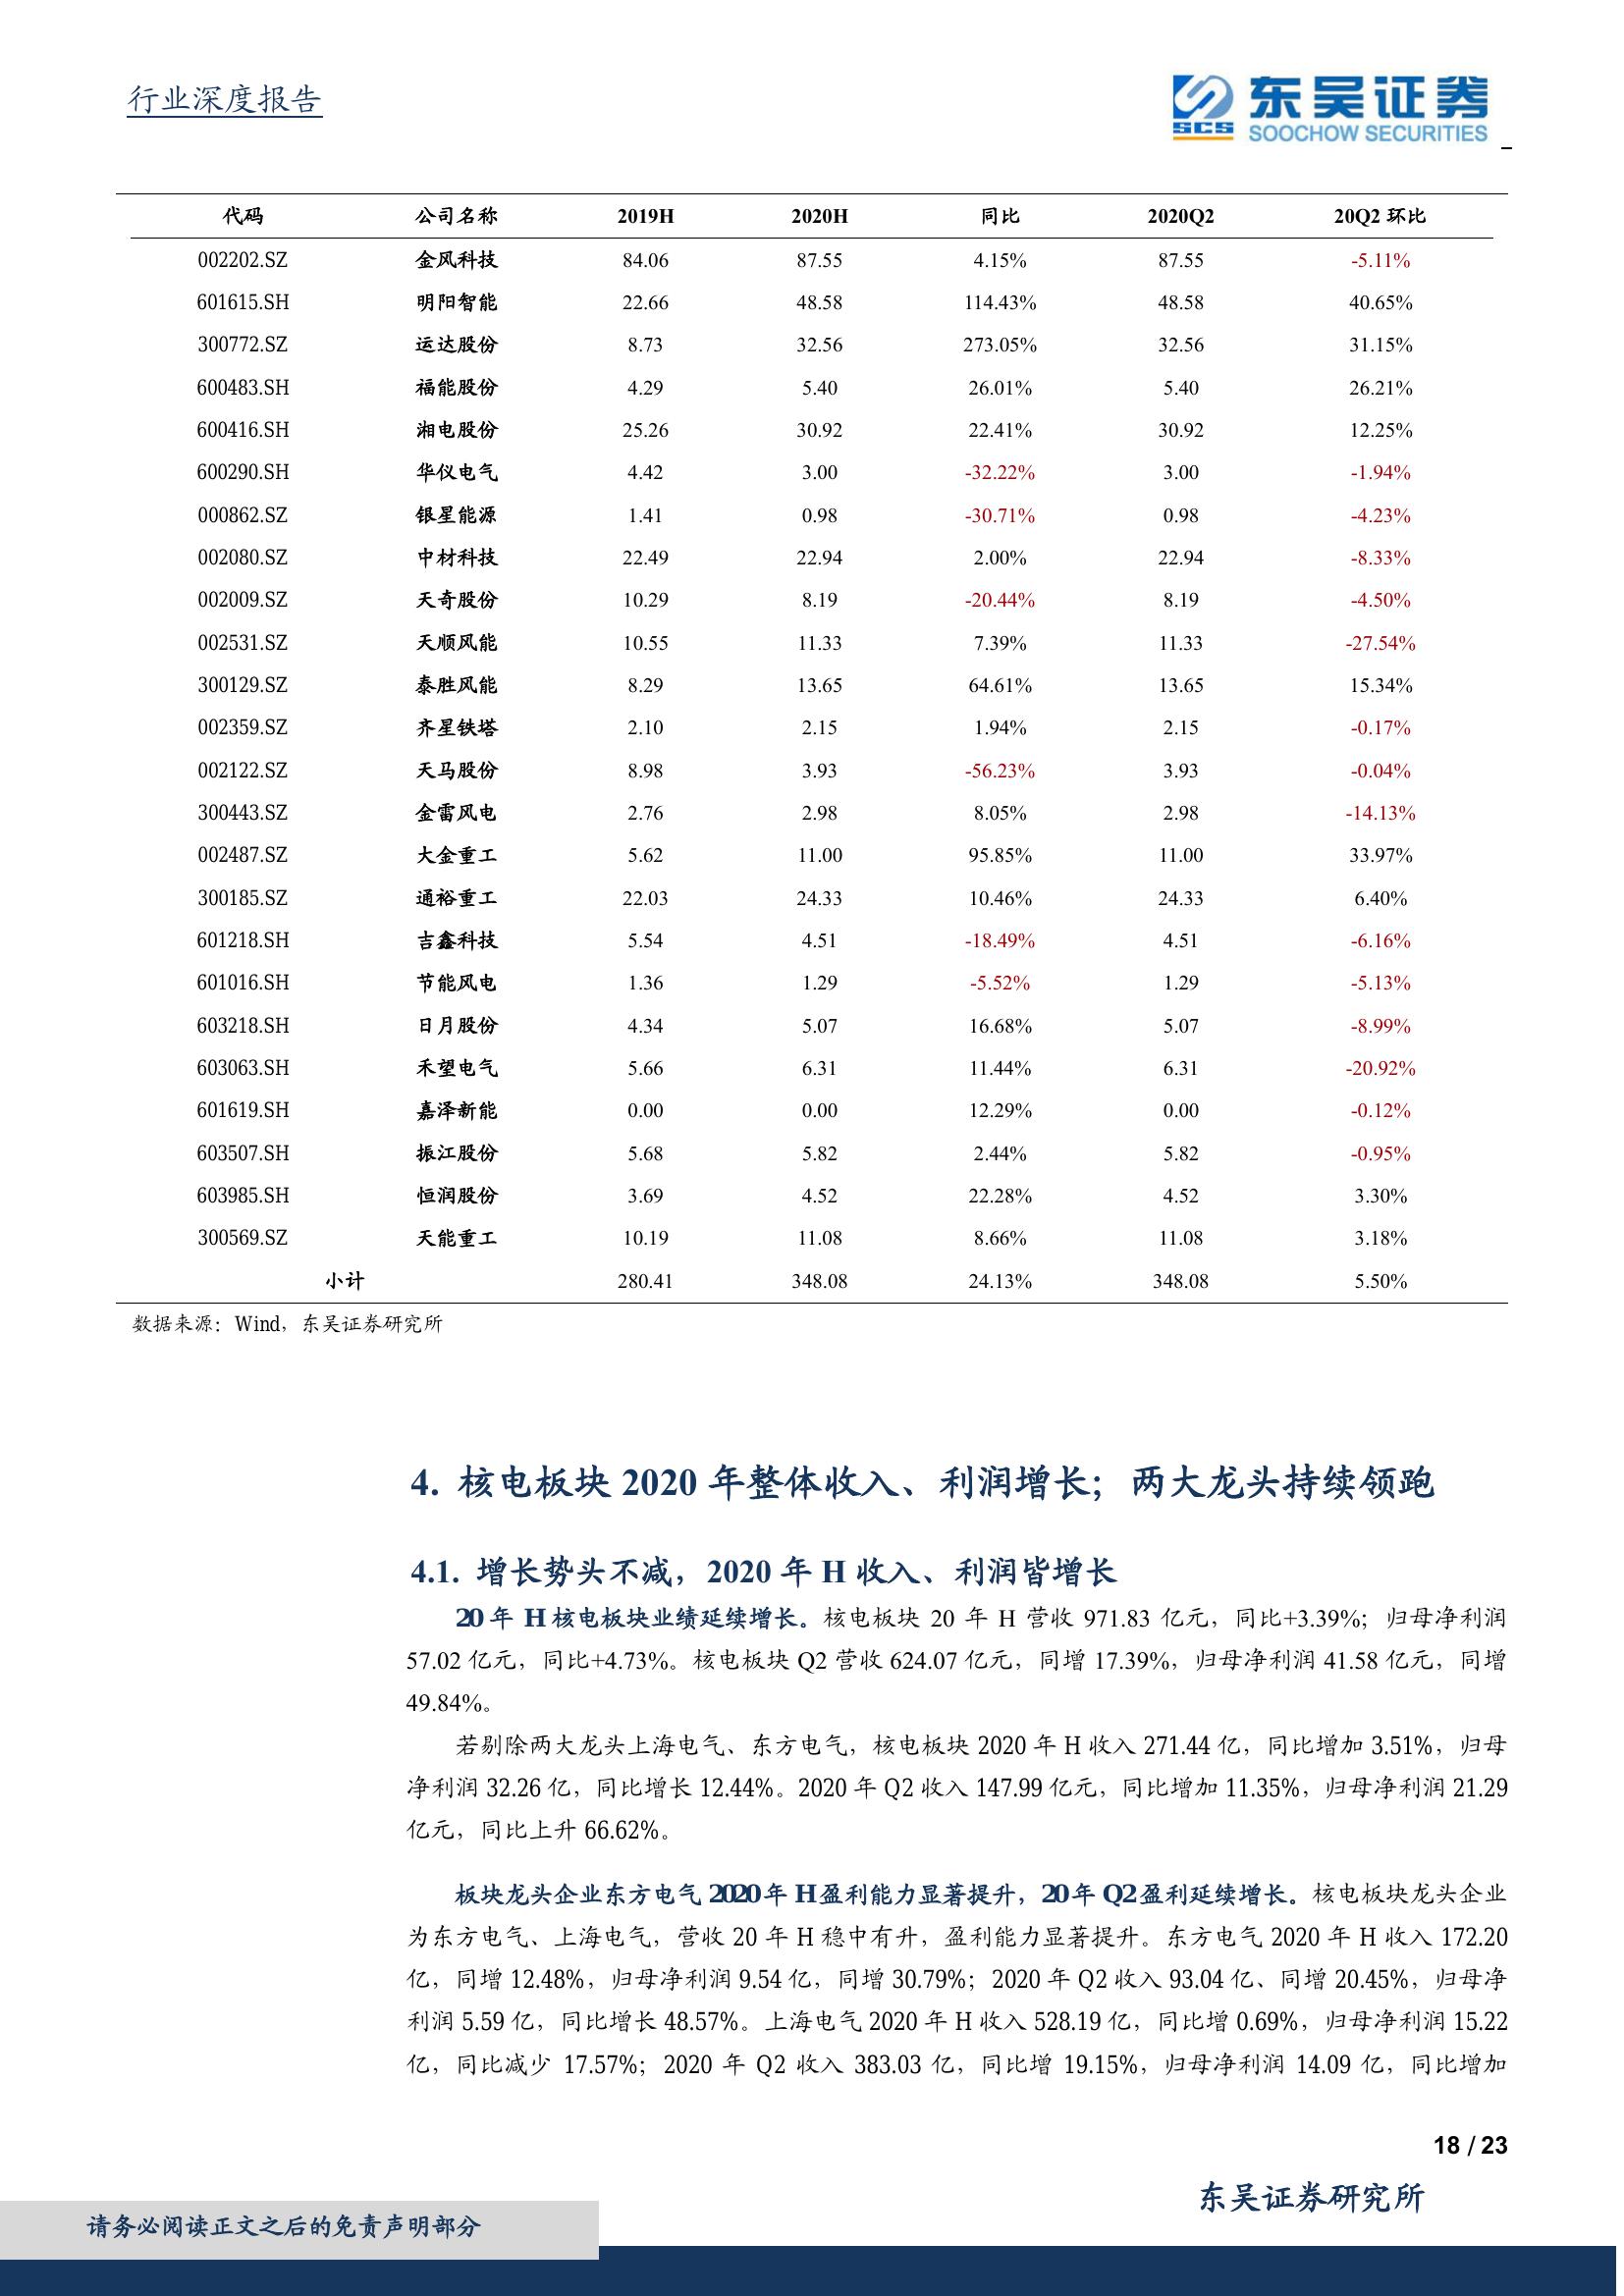 行业深度报告
SCS 东吴证券
SOOCHOW SECURITIES
代码 公司名称 2019H 2020H 同比 2020Q2 20Q2 环比
002202.SZ 金风科技 84.06 87.55 4.15% 87.55 -5.11%
601615.SH 明阳智能 22.66 48.58 114.43% 48.58 40.65%
300772.SZ 运达股份 8.73 32.56 273.05% 32.56 31.15%
600483.SH 福能股份 4.29 5.40 26.01% 5.40 26.21%
600416.SH 湘电股份 25.26 30.92 22.41% 30.92 12.25%
600290.SH 华仪电气 4.42 3.00 -32.22% 3.00 -1.94%
000862.SZ 银星能源 1.41 0.98 -30.71% 0.98 -4.23%
002080.SZ 中材科技 22.49 22.94 2.00% 22.94 -8.33%
002009.SZ 天奇股份 10.29 8.19 -20.44% 8.19 -4.50%
002531.SZ 天顺风能 10.55 11.33 7.39% 11.33 -27.54%
300129.SZ 泰胜风能 8.29 13.65 64.61% 13.65 15.34%
002359.SZ 齐星铁塔 2.10 2.15 1.94% 2.15 -0.17%
002122.SZ 天马股份 8.98 3.93 -56.23% 3.93 -0.04%
300443.SZ 金雷风电 2.76 2.98 8.05% 2.98 -14.13%
002487.SZ 大金重工 5.62 11.00 95.85% 11.00 33.97%
300185.SZ 通裕重工 22.03 24.33 10.46% 24.33 6.40%
601218.SH 吉鑫科技 5.54 4.51 -18.49% 4.51 -6.16%
601016.SH 节能风电 1.36 1.29 -5.52% 1.29 -5.13%
603218.SH 日月股份 4.34 5.07 16.68% 5.07 -8.99%
603063.SH 禾望电气 5.66 6.31 11.44% 6.31 -20.92%
601619.SH 嘉泽新能 0.00 0.00 12.29% 0.00 -0.12%
603507.SH 振江股份 5.68 5.82 2.44% 5.82 -0.95%
603985.SH 恒润股份 3.69 4.52 22.28% 4.52 3.30%
300569.SZ 天能重工 10.19 11.08 8.66% 11.08 3.18%
小计 280.41 348.08 24.13% 348.08 5.50%
数据来源：Wind，东吴证券研究所
4. 核电板块 2020 年整体收入、利润增长；两大龙头持续领跑
4.1. 增长势头不减，2020 年 H 收入、利润皆增长
20 年 H 核电板块业绩延续增长。核电板块 20 年 H 营收 971.83 亿元，同比+3.39%；归母净利润
57.02 亿元，同比+4.73%。核电板块 Q2 营收 624.07 亿元，同增 17.39%，归母净利润 41.58 亿元，同增
49.84%。
若剔除两大龙头上海电气、东方电气，核电板块 2020 年 H 收入 271.44 亿，同比增加 3.51%，归母
净利润 32.26 亿，同比增长 12.44%。2020 年 Q2 收入 147.99 亿元，同比增加 11.35%，归母净利润 21.29
亿元，同比上升 66.62%。
板块龙头企业东方电气 2020 年 H 盈利能力显著提升，20 年 Q2 盈利延续增长。核电板块龙头企业
为东方电气、上海电气，营收 20 年 H 稳中有升，盈利能力显著提升。东方电气 2020 年 H 收入 172.20
亿，同增 12.48%，归母净利润 9.54 亿，同增 30.79%；2020 年 Q2 收入 93.04 亿、同增 20.45%，归母净
利润 5.59 亿，同比增长 48.57%。上海电气 2020 年 H 收入 528.19 亿，同比增 0.69%，归母净利润 15.22
亿，同比减少 17.57%；2020 年 Q2 收入 383.03 亿，同比增 19.15%，归母净利润 14.09 亿，同比增加
18 / 23
东吴证券研究所
请务必阅读正文之后的免责声明部分